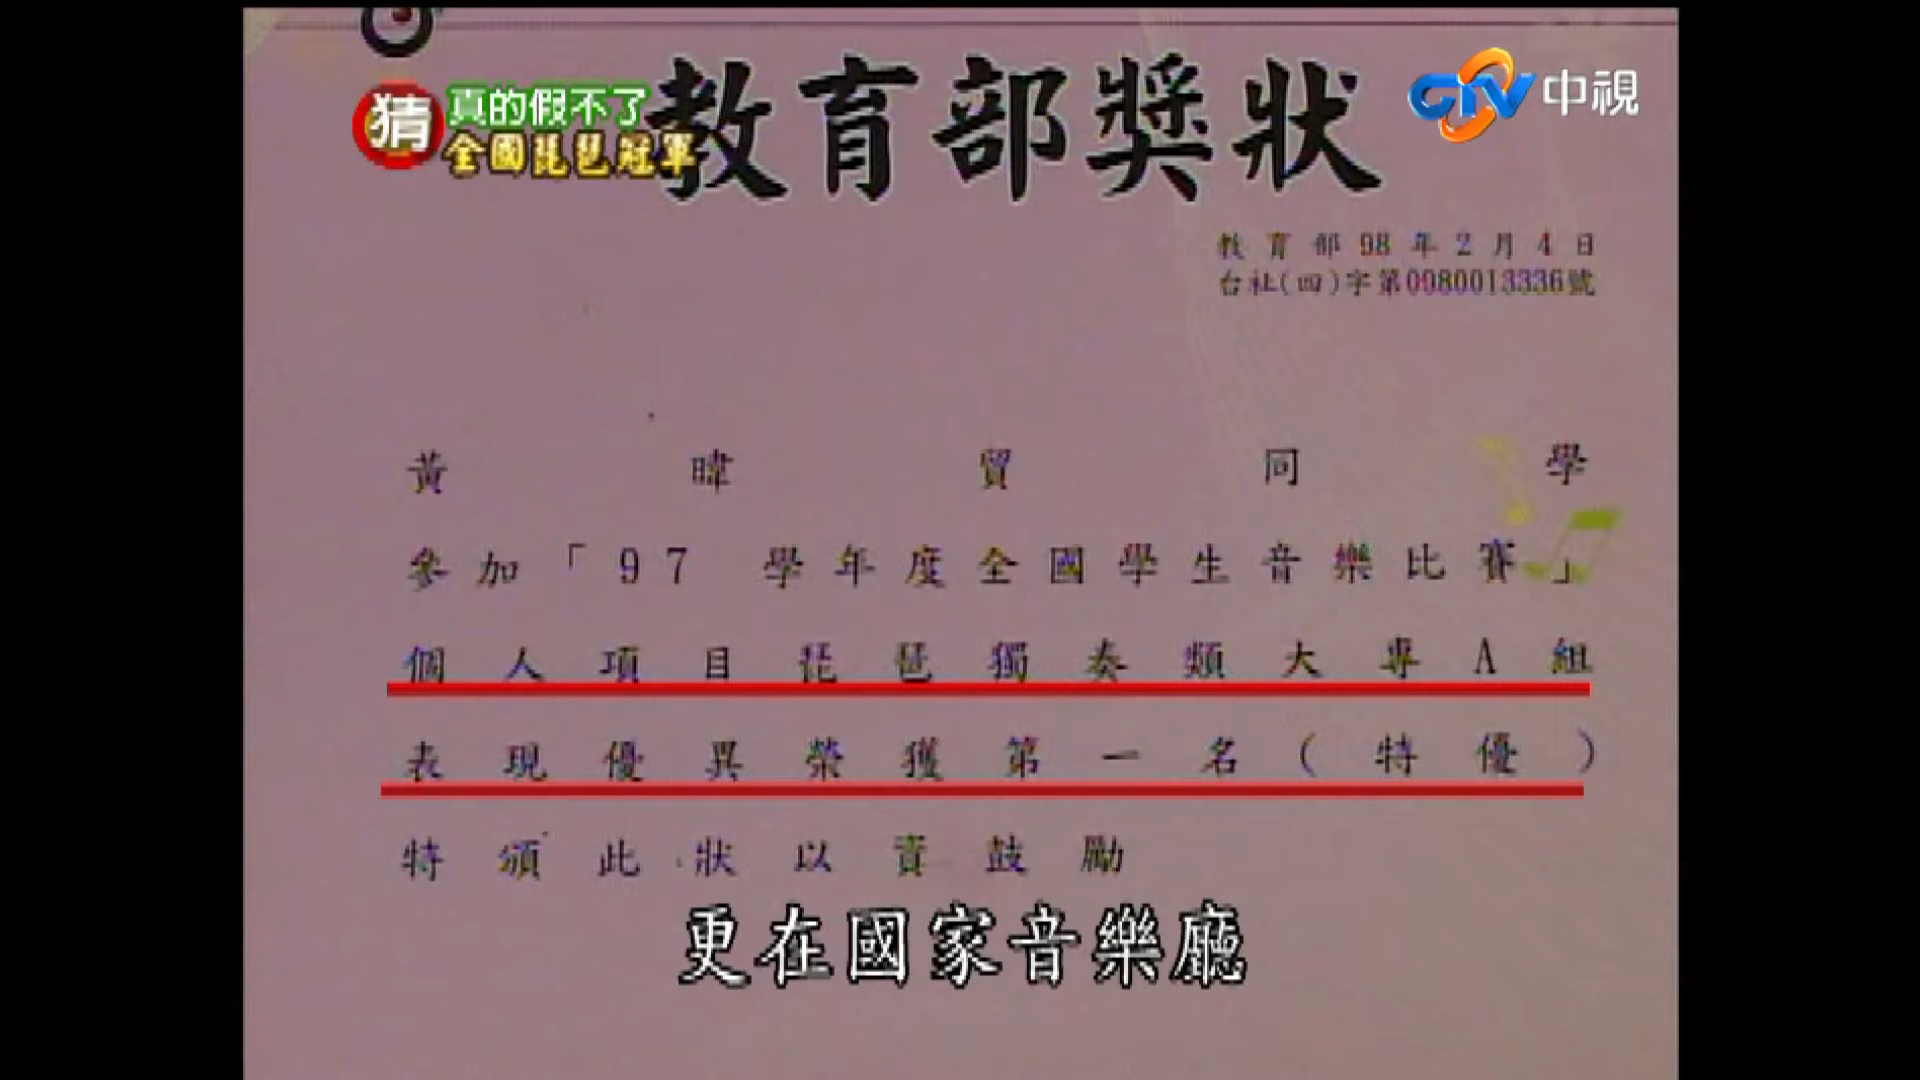 猜
真的假不了
全國琵琶冠軍
CTV中視
教育部獎狀
教育部98年2月4日
台社(四)字第0980013336號
黃暐貿同學
參加「97學年度全國學生音樂比賽」
個人項目琵琶獨奏類大專A組
表現優異榮獲第一名(特優)
特頒此狀以資鼓勵
更在國家音樂廳